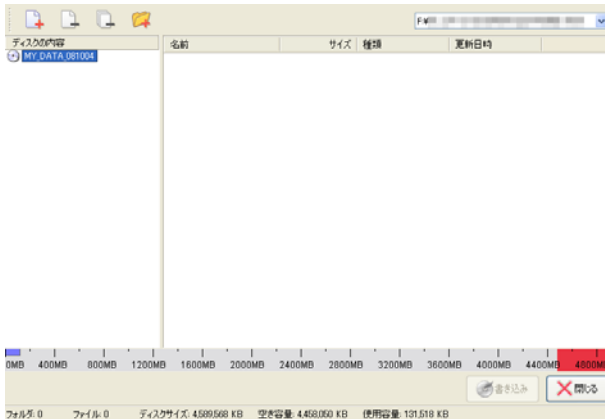 F:¥
ディスクの内容
名前 サイズ 種類 更新日時
MY_DATA_081004
0MB 400MB 800MB 1200MB 1600MB 2000MB 2400MB 2800MB 3200MB 3600MB 4000MB 4400MB 4800MB
書き込み 閉じる
フォルダ: 0 ファイル: 0 ディスクサイズ: 4,589,568 KB 空き容量: 4,458,050 KB 使用容量: 131,518 KB